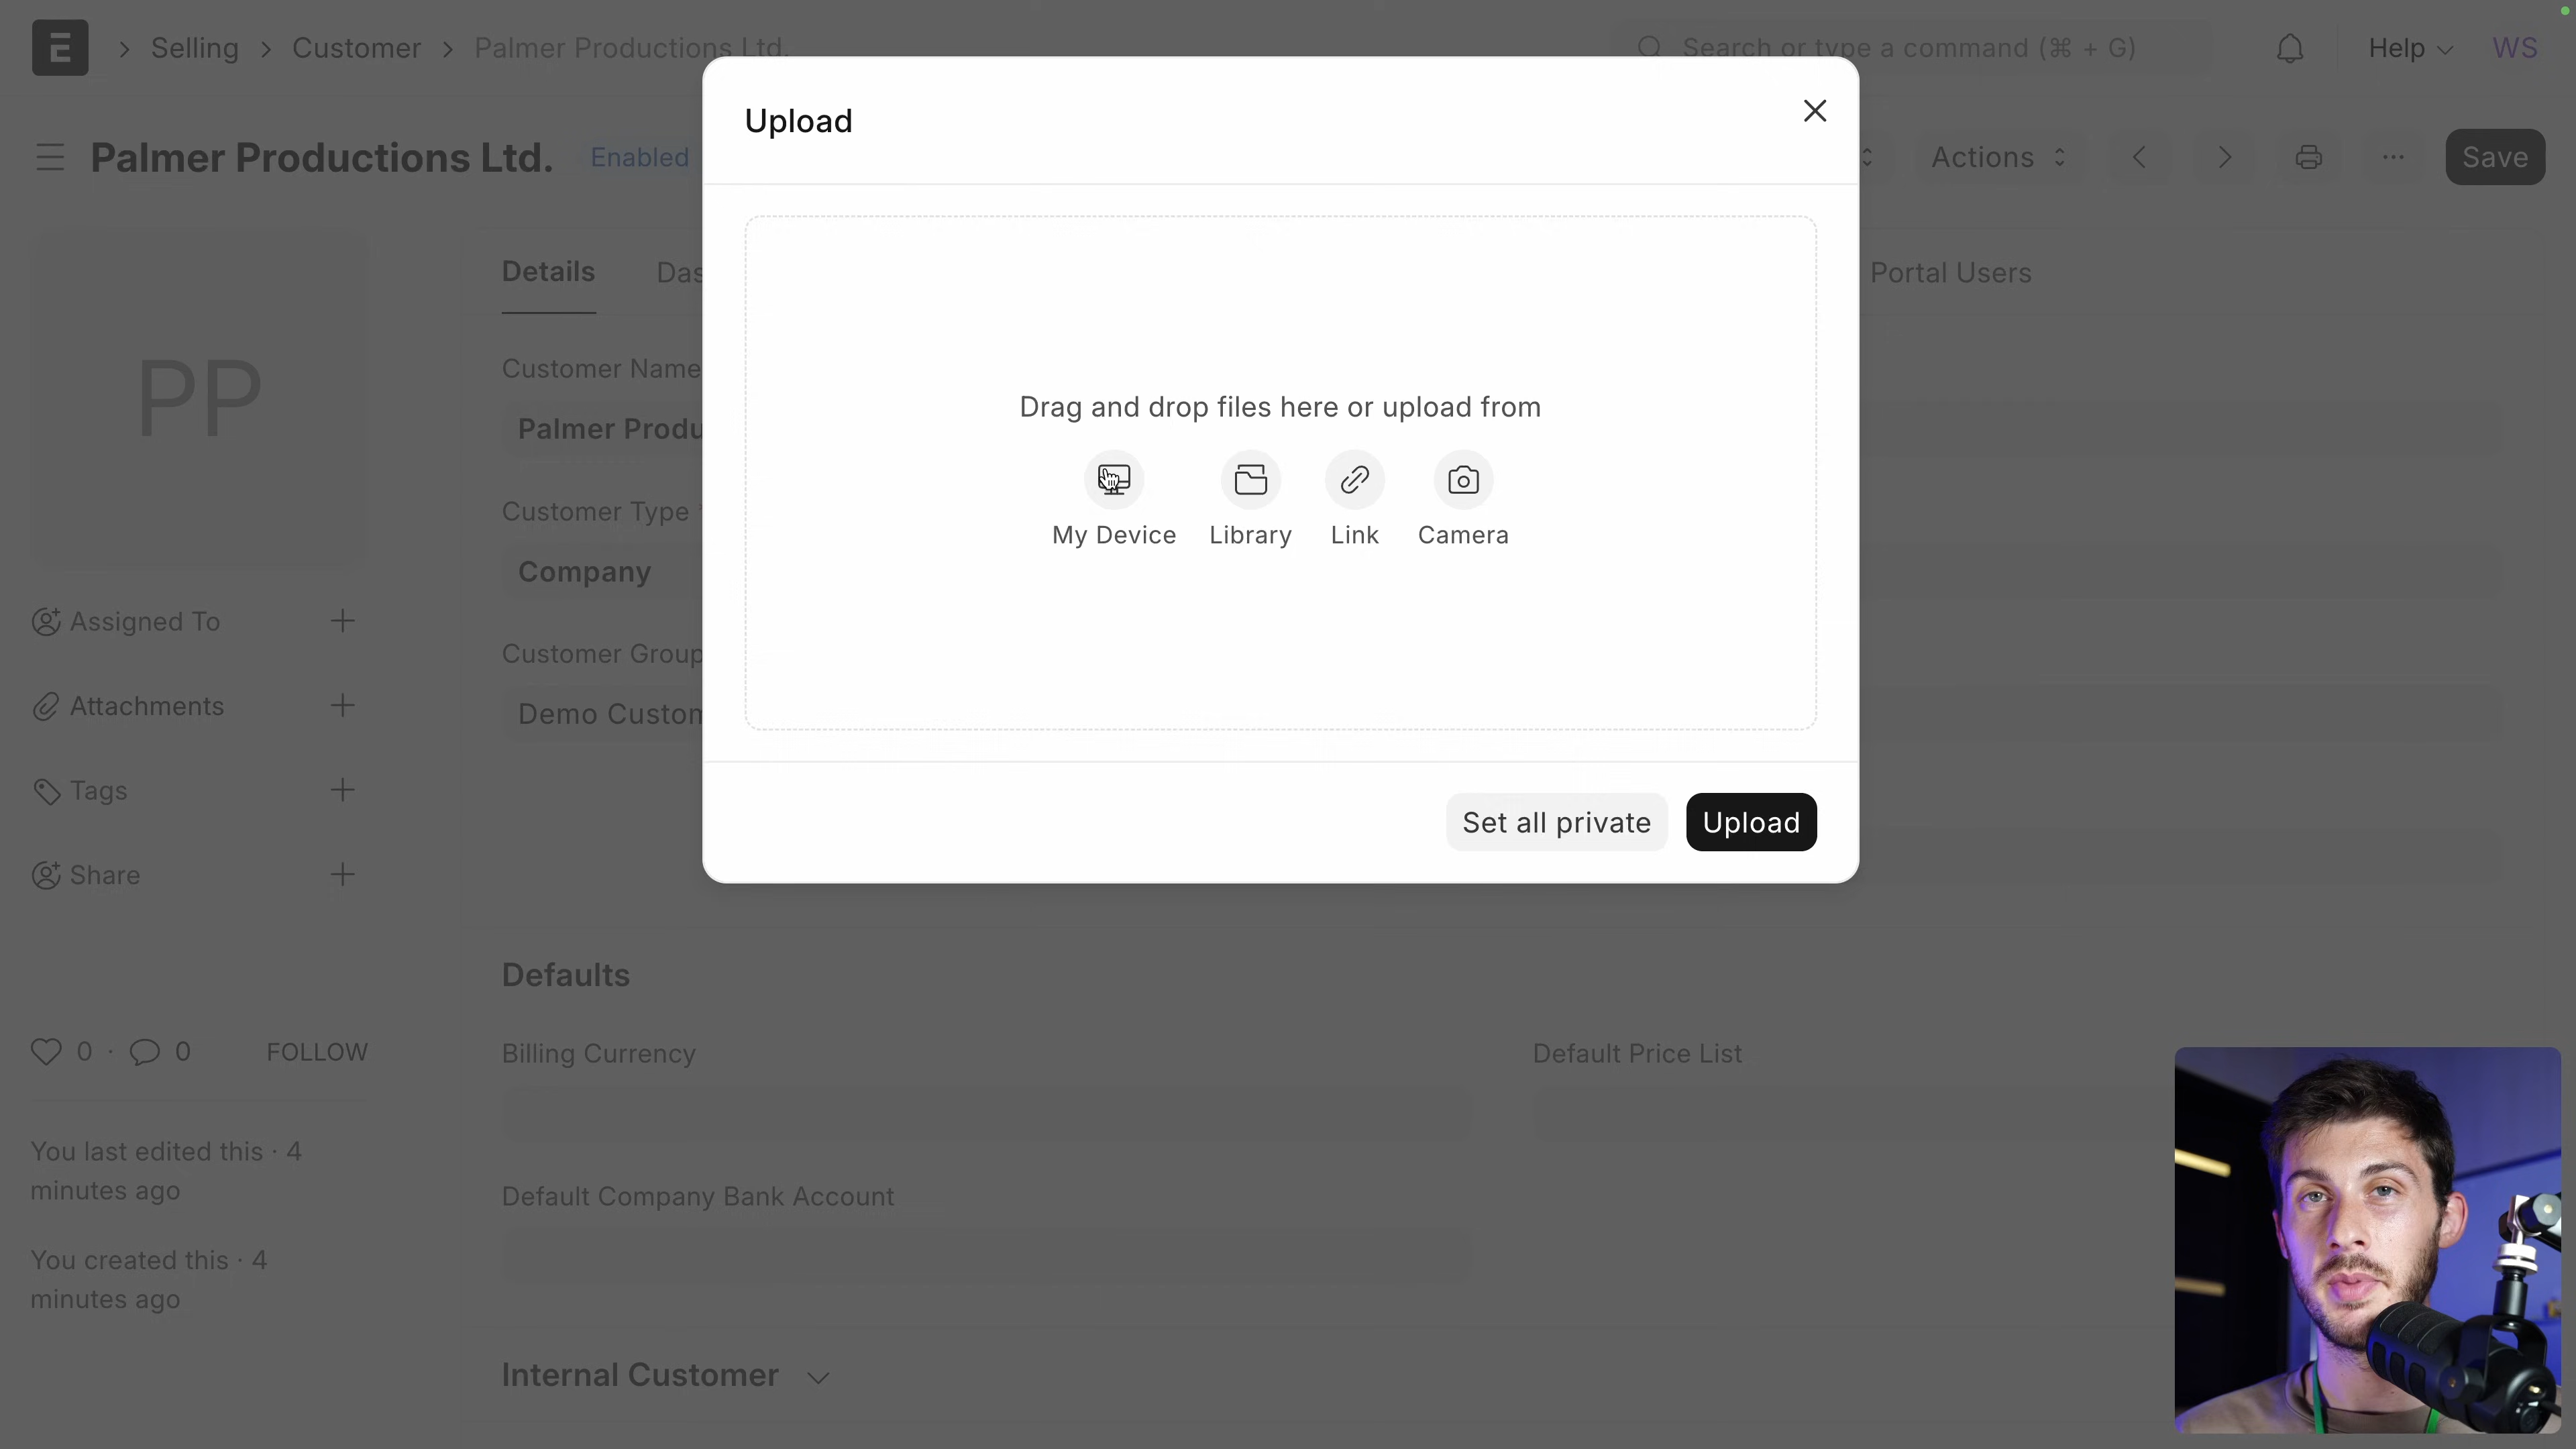 E
Selling
Customer
Palmer Productions Ltd.
Search or type a command (⌘ + G)
Help
WS
Palmer Productions Ltd.
Enabled
Actions
Save
Upload
Drag and drop files here or upload from
My Device
Library
Link
Camera
Set all private
Upload
PP
Assigned To
Attachments
Tags
Share
0 · 0
FOLLOW
You last edited this · 4
minutes ago
You created this · 4
minutes ago
Details
Das
Portal Users
Customer Name
Palmer Produ
Customer Type
Company
Customer Group
Demo Custom
Defaults
Billing Currency
Default Price List
Default Company Bank Account
Internal Customer